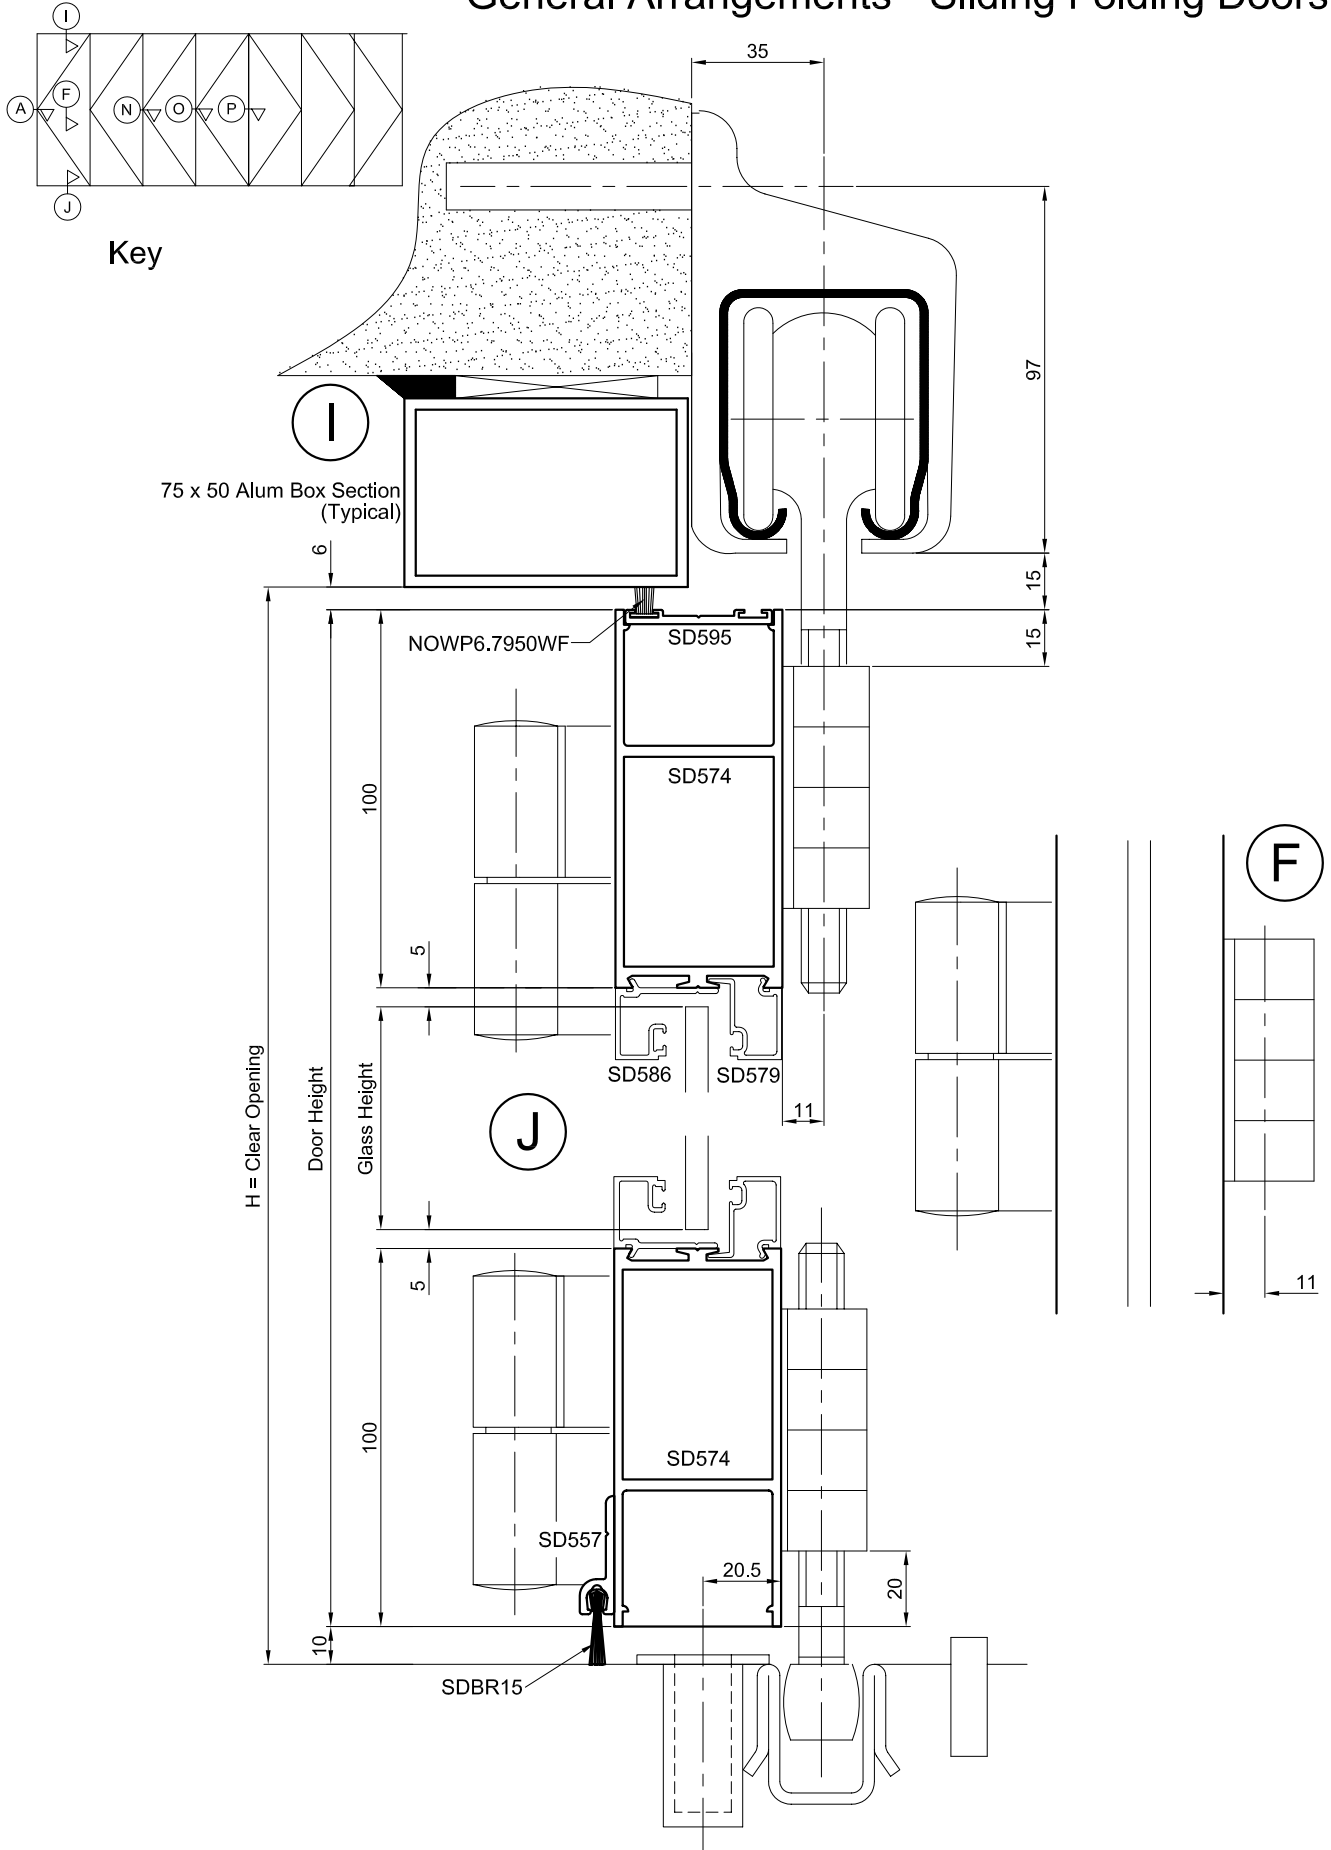 General Arrangements - Sliding Folding Doors
I
A
F
N
O
P
J
Key
35
97
I
75 x 50 Alum Box Section
(Typical)
6
15
NOWP6.7950WF
SD595
15
SD574
100
F
5
SD586
SD579
H = Clear Opening
Door Height
Glass Height
J
11
5
11
100
SD574
SD557
20.5
20
10
SDBR15